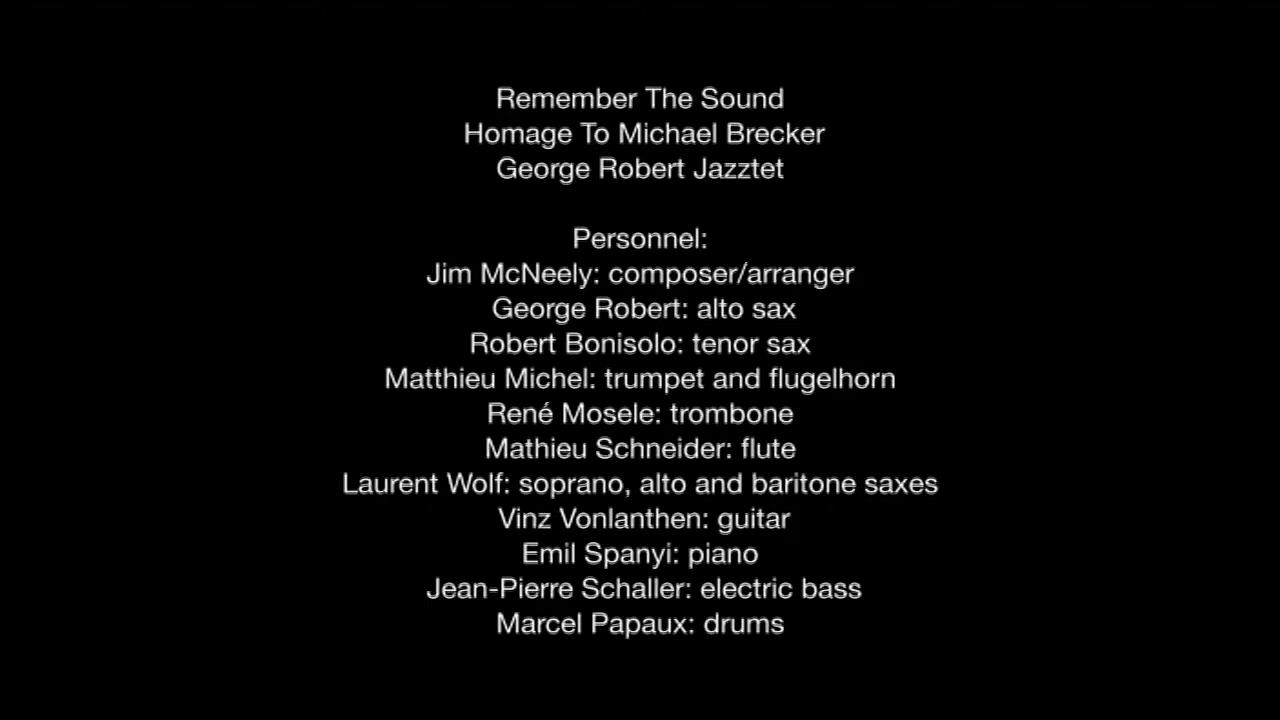 Remember The Sound
Homage To Michael Brecker
George Robert Jazztet
Personnel:
Jim McNeely: composer/arranger
George Robert: alto sax
Robert Bonisolo: tenor sax
Matthieu Michel: trumpet and flugelhorn
René Mosele: trombone
Mathieu Schneider: flute
Laurent Wolf: soprano, alto and baritone saxes
Vinz Vonlanthen: guitar
Emil Spanyi: piano
Jean-Pierre Schaller: electric bass
Marcel Papaux: drums